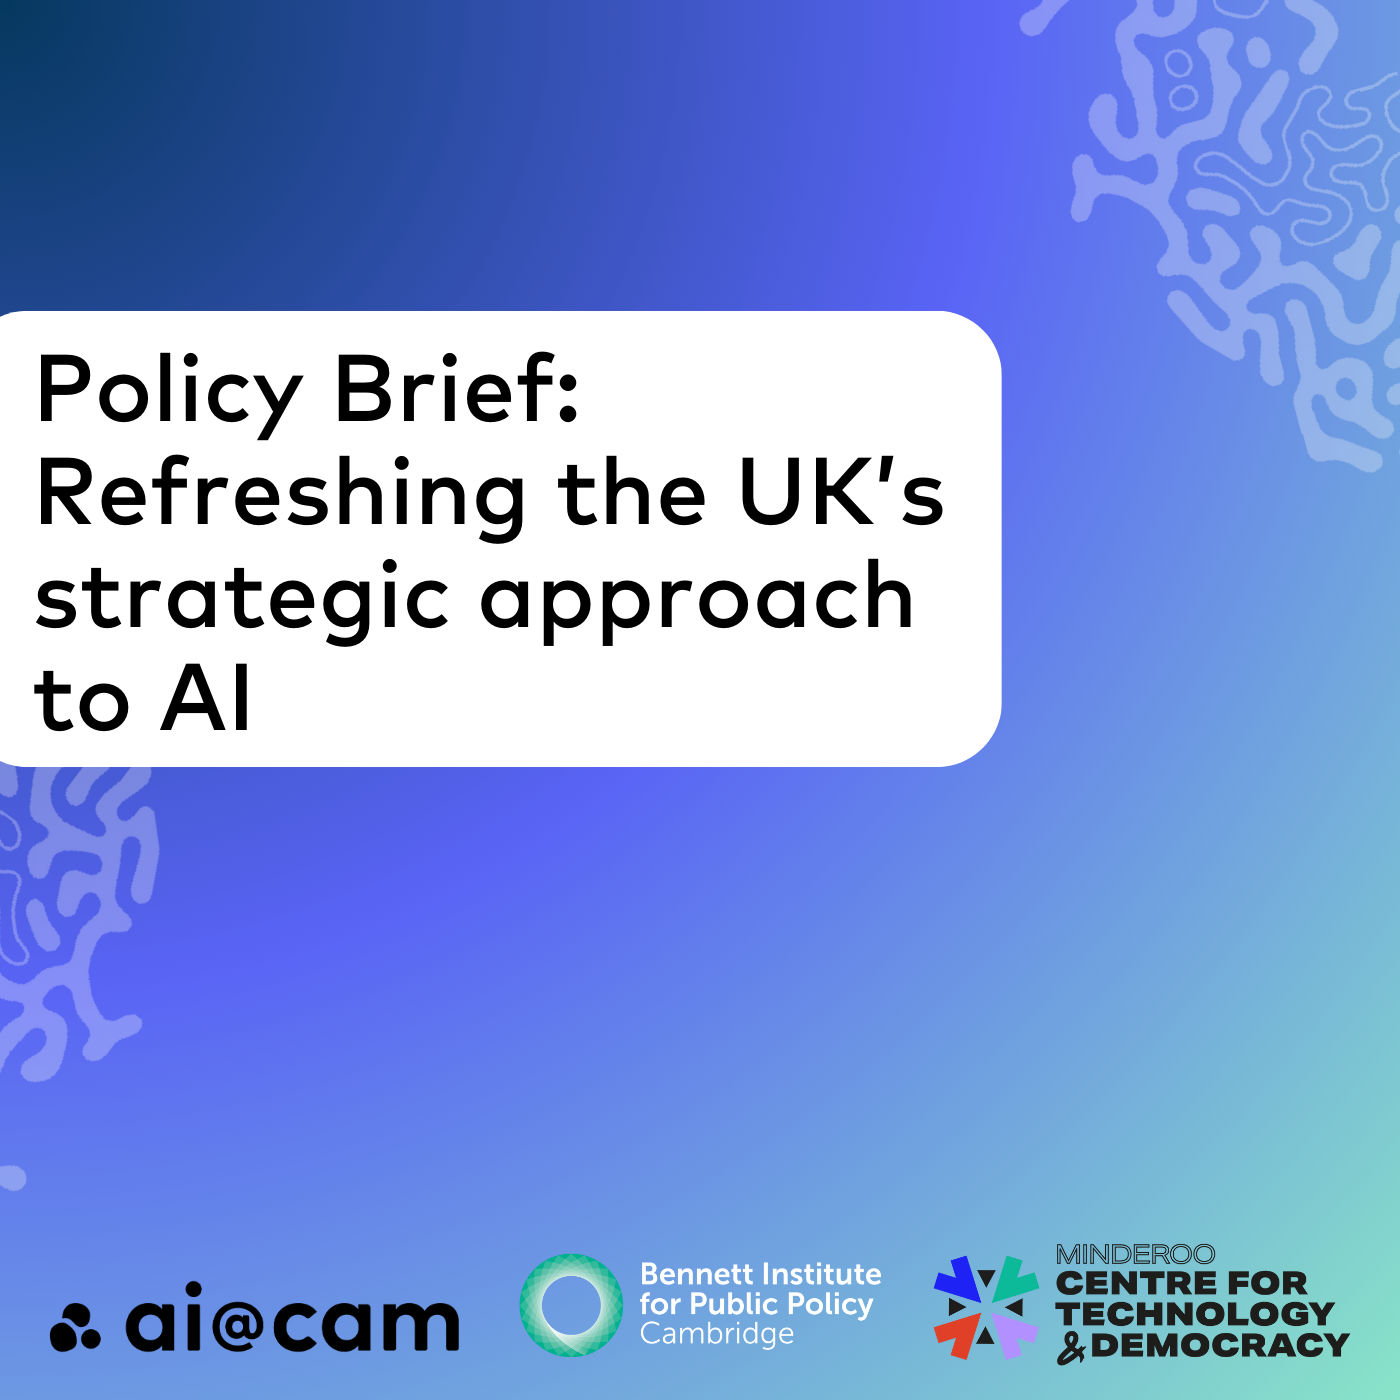 Policy Brief:
Refreshing the UK’s
strategic approach
to AI
ai@cam
Bennett Institute
for Public Policy
Cambridge
MINDEROO
CENTRE FOR
TECHNOLOGY
& DEMOCRACY